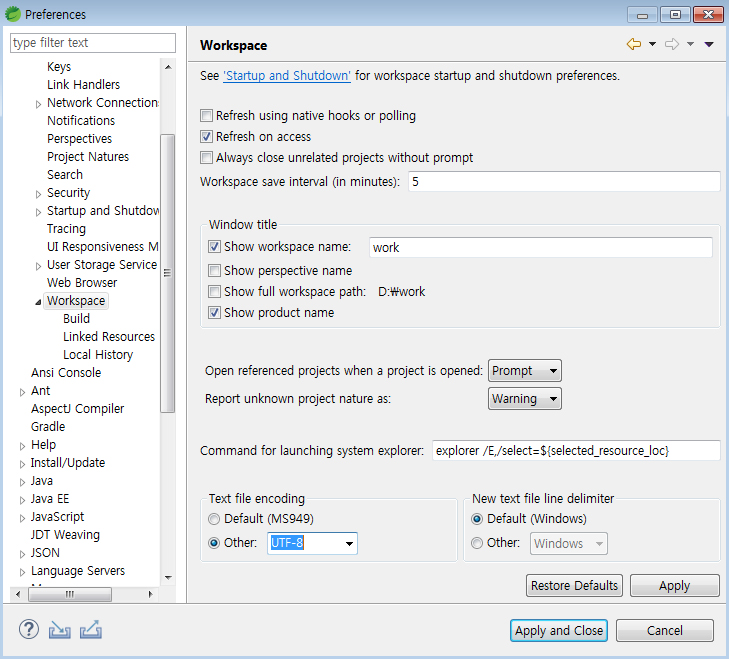 Preferences
type filter text
Keys
Link Handlers
Network Connection
Notifications
Perspectives
Project Natures
Search
Security
Startup and Shutdow
Tracing
UI Responsiveness M
User Storage Service
Web Browser
Workspace
Build
Linked Resources
Local History
Ansi Console
Ant
AspectJ Compiler
Gradle
Help
Install/Update
Java
Java EE
JavaScript
JDT Weaving
JSON
Language Servers
Workspace
See 'Startup and Shutdown' for workspace startup and shutdown preferences.
Refresh using native hooks or polling
Refresh on access
Always close unrelated projects without prompt
Workspace save interval (in minutes): 5
Window title
Show workspace name: work
Show perspective name
Show full workspace path: D:₩work
Show product name
Open referenced projects when a project is opened: Prompt
Report unknown project nature as: Warning
Command for launching system explorer: explorer /E,/select=${selected_resource_loc}
Text file encoding
Default (MS949)
Other: UTF-8
New text file line delimiter
Default (Windows)
Other: Windows
Restore Defaults Apply
? Apply and Close Cancel